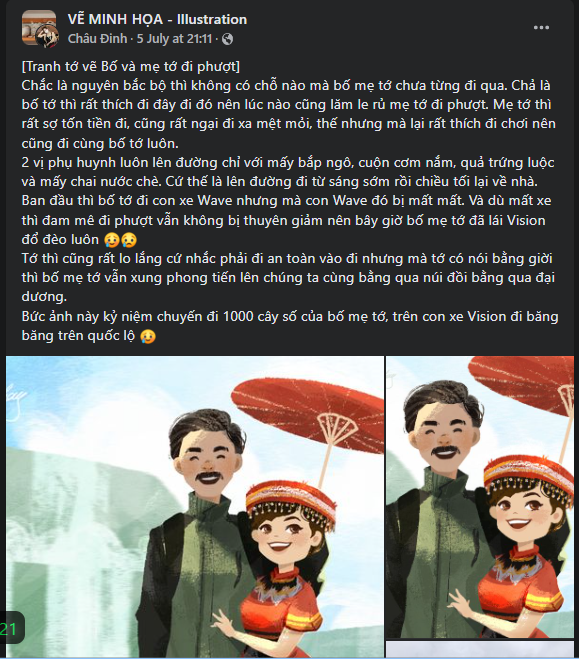 VẼ MINH HỌA - Illustration
Châu Đinh · 5 July at 21:11 ·
[Tranh tớ vẽ Bố và mẹ tớ đi phượt]
Chắc là nguyên bắc bộ thì không có chỗ nào mà bố mẹ tớ chưa từng đi qua. Chả là
bố tớ thì rất thích đi đây đi đó nên lúc nào cũng lăm le rủ mẹ tớ đi phượt. Mẹ tớ thì
rất sợ tốn tiền đi, cũng rất ngại đi xa mệt mỏi, thế nhưng mà lại rất thích đi chơi nên
cũng đi cùng bố tớ luôn.
2 vị phụ huynh luôn lên đường chỉ với mấy bắp ngô, cuộn cơm nắm, quả trứng luộc
và mấy chai nước chè. Cứ thế là lên đường đi từ sáng sớm rồi chiều tối lại về nhà.
Ban đầu thì bố tớ đi con xe Wave nhưng mà con Wave đó bị mất mất. Và dù mất xe
thì đam mê đi phượt vẫn không bị thuyên giảm nên bây giờ bố mẹ tớ đã lái Vision
đổ đèo luôn 😥😥
Tớ thì cũng rất lo lắng cứ nhắc phải đi an toàn vào đi nhưng mà tớ có nói bằng giời
thì bố mẹ tớ vẫn xung phong tiến lên chúng ta cùng bằng qua núi đồi bằng qua đại
dương.
Bức ảnh này kỷ niệm chuyến đi 1000 cây số của bố mẹ tớ, trên con xe Vision đi băng
băng trên quốc lộ 😥
21